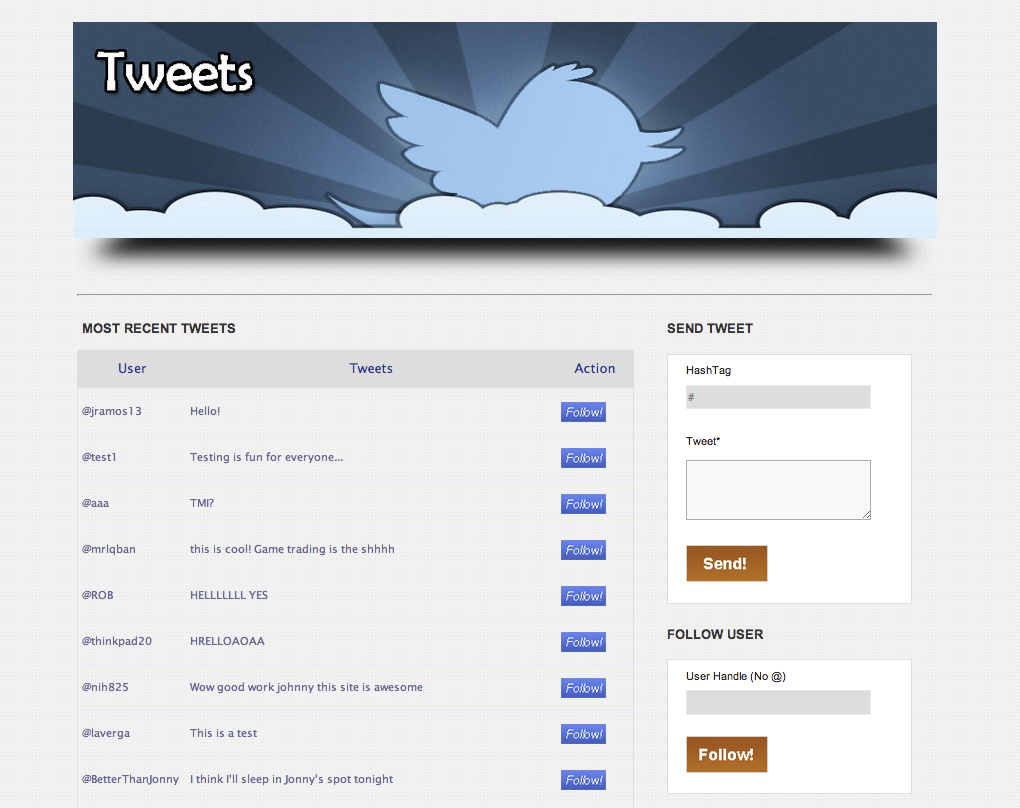 Tweets
MOST RECENT TWEETS
User Tweets Action
@jramos13 Hello! Follow!
@test1 Testing is fun for everyone... Follow!
@aaa TMI? Follow!
@mrlqban this is cool! Game trading is the shhhh Follow!
@ROB HELLLLLLL YES Follow!
@thinkpad20 HRELLOAOAA Follow!
@nih825 Wow good work johnny this site is awesome Follow!
@laverga This is a test Follow!
@BetterThanJonny I think I'll sleep in Jonny's spot tonight Follow!
SEND TWEET
HashTag
#
Tweet*
Send!
FOLLOW USER
User Handle (No @)
Follow!